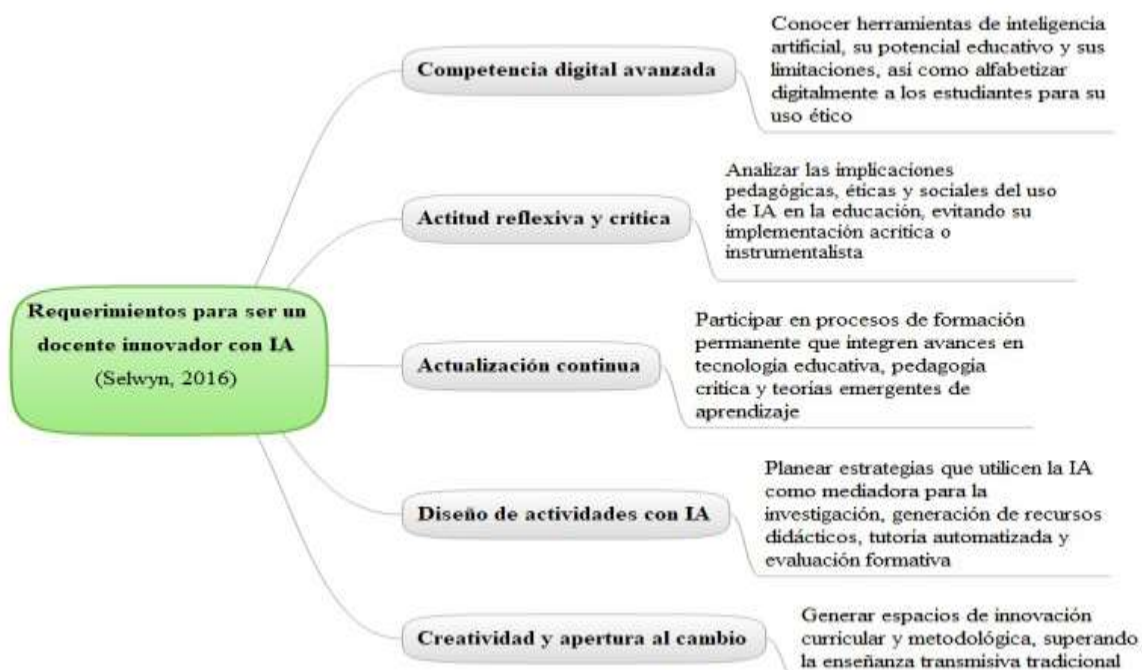 Requerimientos para ser un
docente innovador con IA
(Selwyn, 2016)
Competencia digital avanzada
Conocer herramientas de inteligencia
artificial, su potencial educativo y sus
limitaciones, así como alfabetizar
digitalmente a los estudiantes para su
uso ético
Actitud reflexiva y crítica
Analizar las implicaciones
pedagógicas, éticas y sociales del uso
de IA en la educación, evitando su
implementación acrítica o
instrumentalista
Actualización continua
Participar en procesos de formación
permanente que integren avances en
tecnología educativa, pedagogía
crítica y teorías emergentes de
aprendizaje
Diseño de actividades con IA
Planear estrategias que utilicen la IA
como mediadora para la
investigación, generación de recursos
didácticos, tutoría automatizada y
evaluación formativa
Creatividad y apertura al cambio
Generar espacios de innovación
curricular y metodológica, superando
la enseñanza transmisiva tradicional